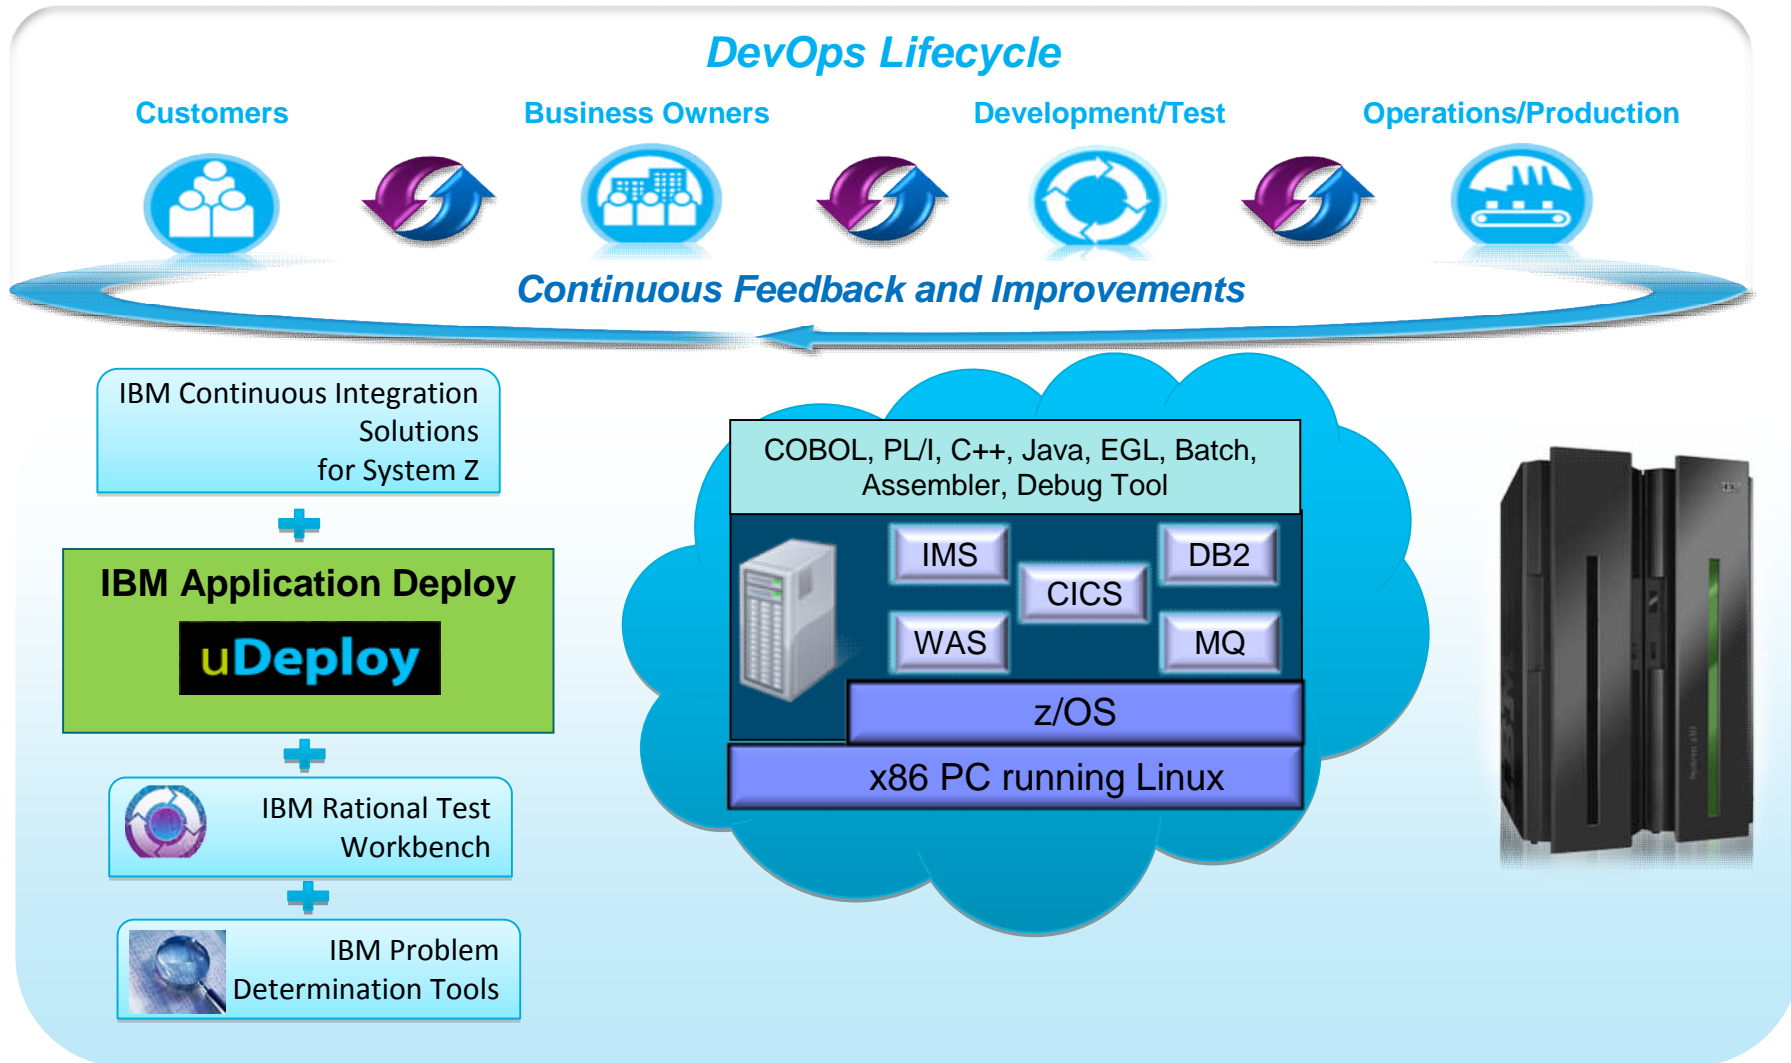 DevOps Lifecycle
Customers
Business Owners
Development/Test
Operations/Production
Continuous Feedback and Improvements
IBM Continuous Integration
Solutions
for System Z
IBM Application Deploy
uDeploy
IBM Rational Test
Workbench
IBM Problem
Determination Tools
COBOL, PL/I, C++, Java, EGL, Batch,
Assembler, Debug Tool
IMS
DB2
CICS
WAS
MQ
z/OS
x86 PC running Linux